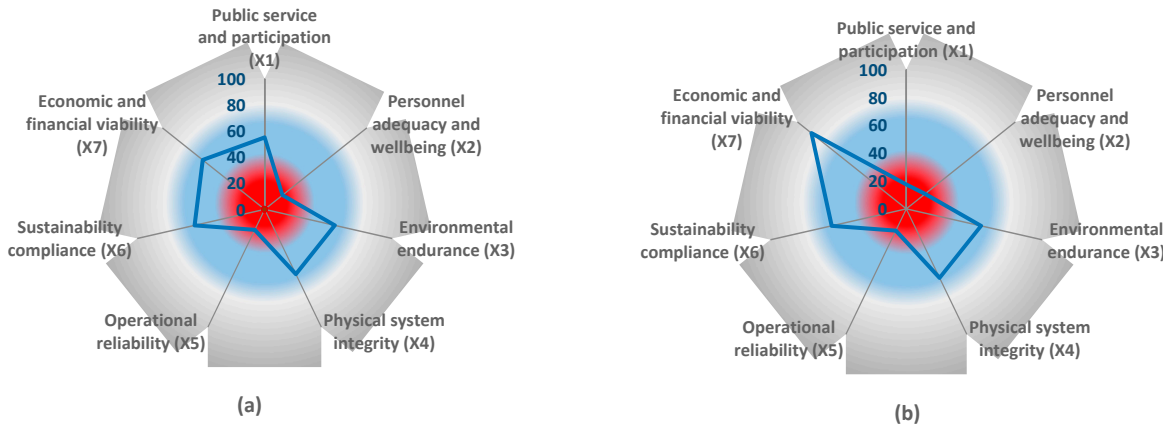 Public service
and participation
(X1)
100
80
60
40
20
0
Economic and
financial viability
(X7)
Personnel
adequacy and
wellbeing (X2)
Sustainability
compliance (X6)
Environmental
endurance (X3)
Operational
reliability (X5)
Physical system
integrity (X4)
(a)
Public service and
participation (X1)
100
80
60
40
20
0
Economic and
financial viability
(X7)
Personnel
adequacy and
wellbeing (X2)
Sustainability
compliance (X6)
Environmental
endurance (X3)
Operational
reliability (X5)
Physical system
integrity (X4)
(b)